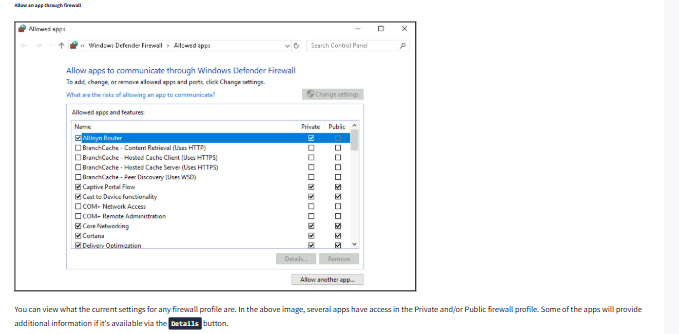 Allow an app through firewall
Allowed apps
Windows Defender Firewall > Allowed apps
Search Control Panel
Allow apps to communicate through Windows Defender Firewall
To add, change, or remove allowed apps and ports, click Change settings.
What are the risks of allowing an app to communicate?
Change settings
Allowed apps and features:
Name Private Public
AllJoyn Router
BranchCache - Content Retrieval (Uses HTTP)
BranchCache - Hosted Cache Client (Uses HTTPS)
BranchCache - Hosted Cache Server (Uses HTTPS)
BranchCache - Peer Discovery (Uses WSD)
Captive Portal Flow
Cast to Device functionality
COM+ Network Access
COM+ Remote Administration
Core Networking
Cortana
Delivery Optimization
Details... Remove
Allow another app...
You can view what the current settings for any firewall profile are. In the above image, several apps have access in the Private and/or Public firewall profile. Some of the apps will provide
additional information if it's available via the Details button.